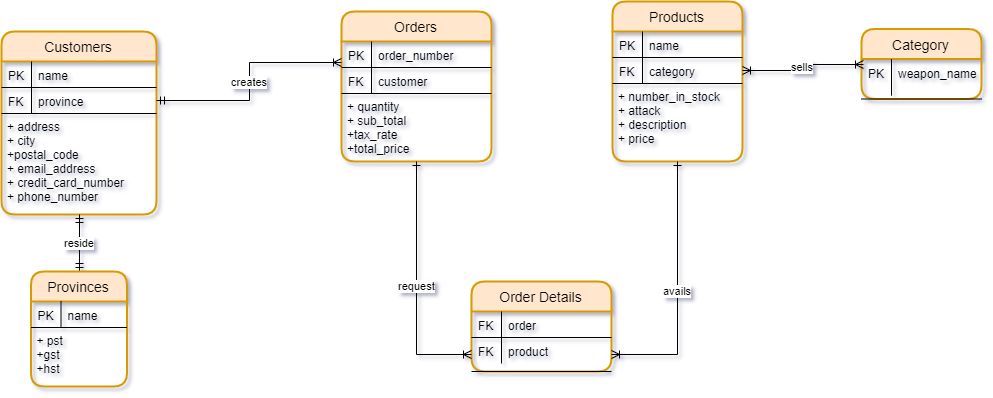 Customers
PK name
FK province
+ address
+ city
+postal_code
+ email_address
+ credit_card_number
+ phone_number
creates
reside
Provinces
PK name
+ pst
+gst
+hst
Orders
PK order_number
FK customer
+ quantity
+ sub_total
+tax_rate
+total_price
request
Order Details
FK order
FK product
avails
Products
PK name
FK category
+ number_in_stock
+ attack
+ description
+ price
sells
Category
PK weapon_name